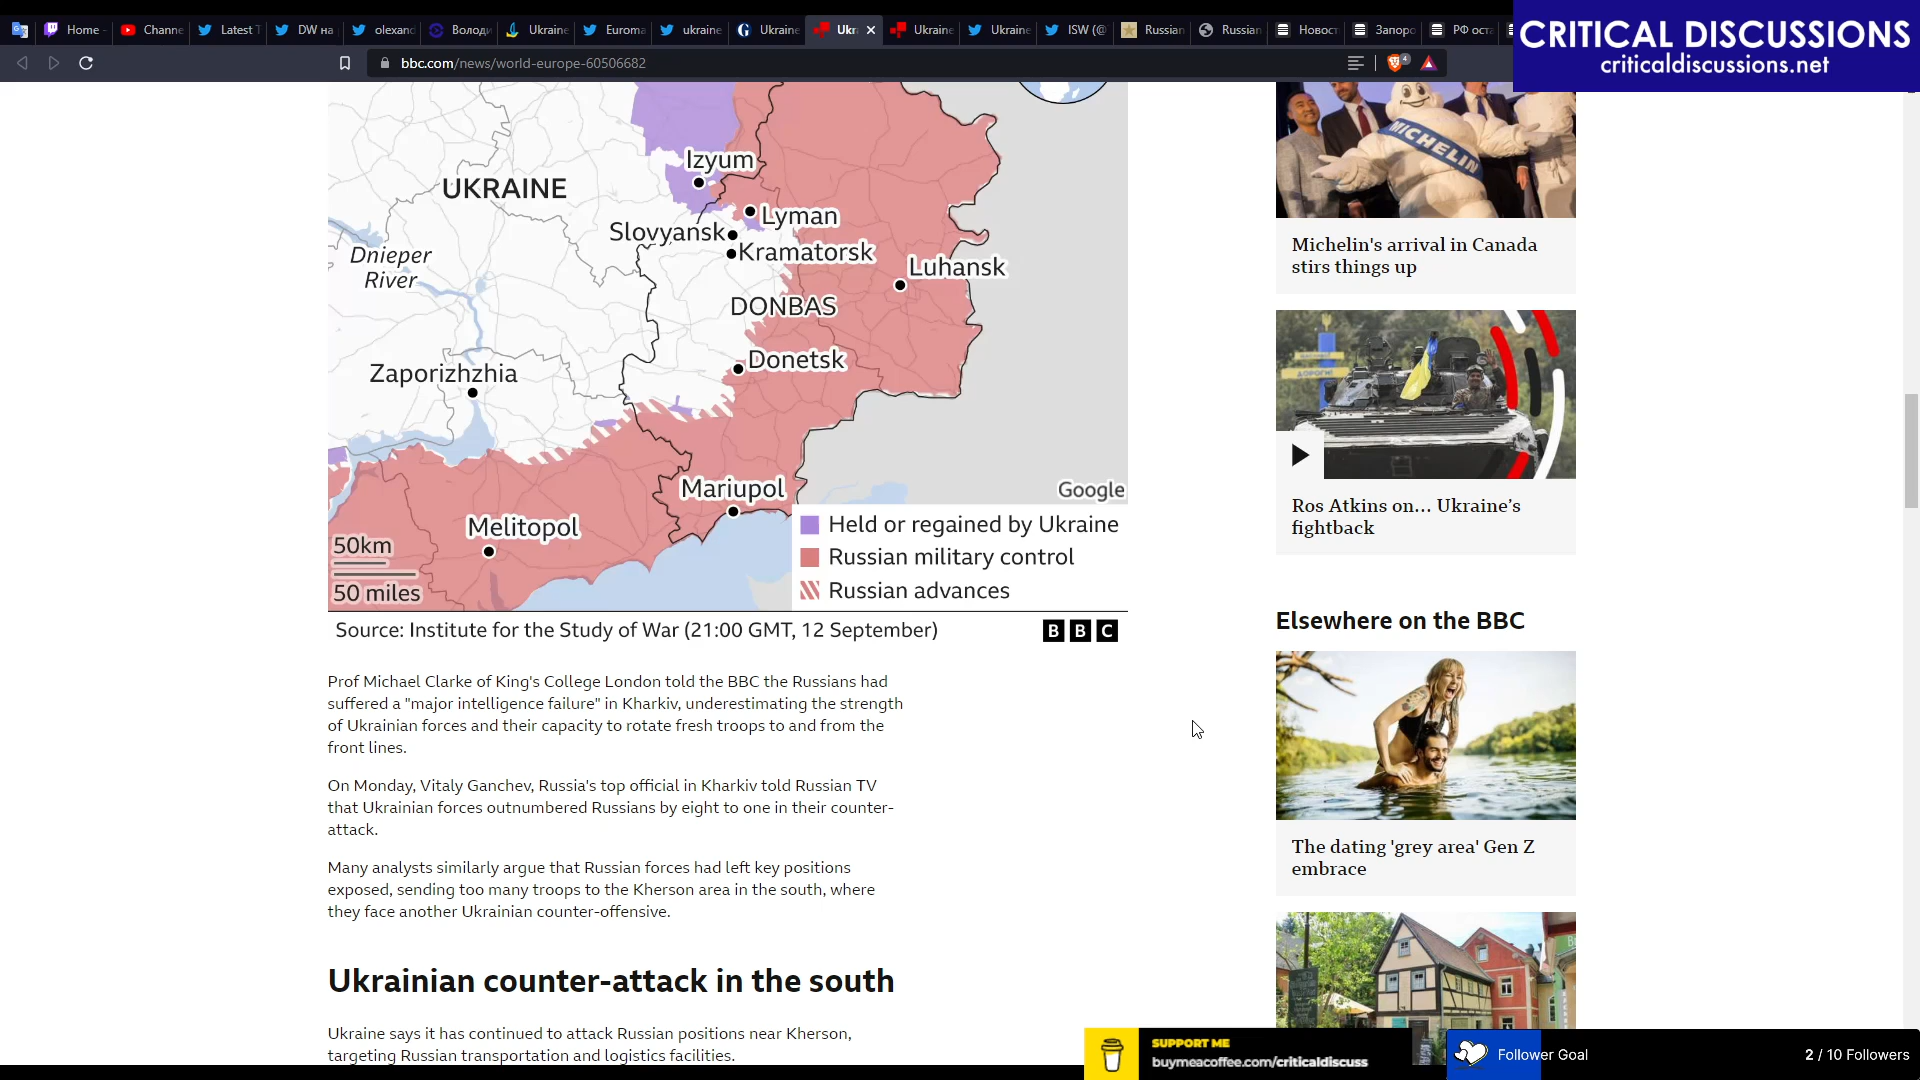 Home
Channe
Latest T
DW на
olexand
Володи
Ukraine
Euroma
ukraine
Ukraine
Ukr
Ukraine
Ukraine
ISW (@
Russian
Russian
Новост
Запоро
РФ оста
CRITICAL DISCUSSIONS
criticaldiscussions.net
bbc.com/news/world-europe-60506682
4
Izyum
UKRAINE
Lyman
Slovyansk
Kramatorsk
Dnieper
River
Luhansk
DONBAS
Donetsk
Zaporizhzhia
Mariupol
Google
Melitopol
50km
50 miles
Held or regained by Ukraine
Russian military control
Russian advances
Source: Institute for the Study of War (21:00 GMT, 12 September)
BBC
Prof Michael Clarke of King's College London told the BBC the Russians had
suffered a "major intelligence failure" in Kharkiv, underestimating the strength
of Ukrainian forces and their capacity to rotate fresh troops to and from the
front lines.
On Monday, Vitaly Ganchev, Russia's top official in Kharkiv told Russian TV
that Ukrainian forces outnumbered Russians by eight to one in their counter-
attack.
Many analysts similarly argue that Russian forces had left key positions
exposed, sending too many troops to the Kherson area in the south, where
they face another Ukrainian counter-offensive.
Ukrainian counter-attack in the south
Ukraine says it has continued to attack Russian positions near Kherson,
targeting Russian transportation and logistics facilities.
MICHELIN
Michelin's arrival in Canada
stirs things up
Ros Atkins on... Ukraine's
fightback
Elsewhere on the BBC
The dating 'grey area' Gen Z
embrace
SUPPORT ME
buymeacoffee.com/criticaldiscuss
Follower Goal
2 / 10 Followers